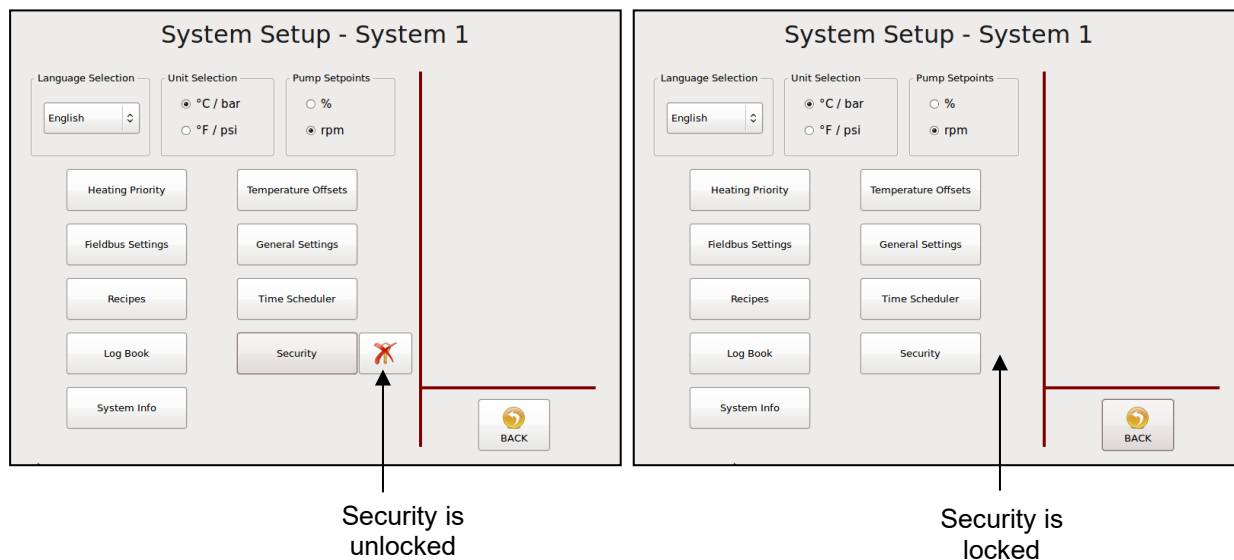 System Setup - System 1
Language Selection
Unit Selection
Pump Setpoints
English
°C / bar
°F / psi
%
rpm
Heating Priority
Temperature Offsets
Fieldbus Settings
General Settings
Recipes
Time Scheduler
Log Book
Security
System Info
BACK
Security is
unlocked
System Setup - System 1
Language Selection
Unit Selection
Pump Setpoints
English
°C / bar
°F / psi
%
rpm
Heating Priority
Temperature Offsets
Fieldbus Settings
General Settings
Recipes
Time Scheduler
Log Book
Security
System Info
BACK
Security is
locked